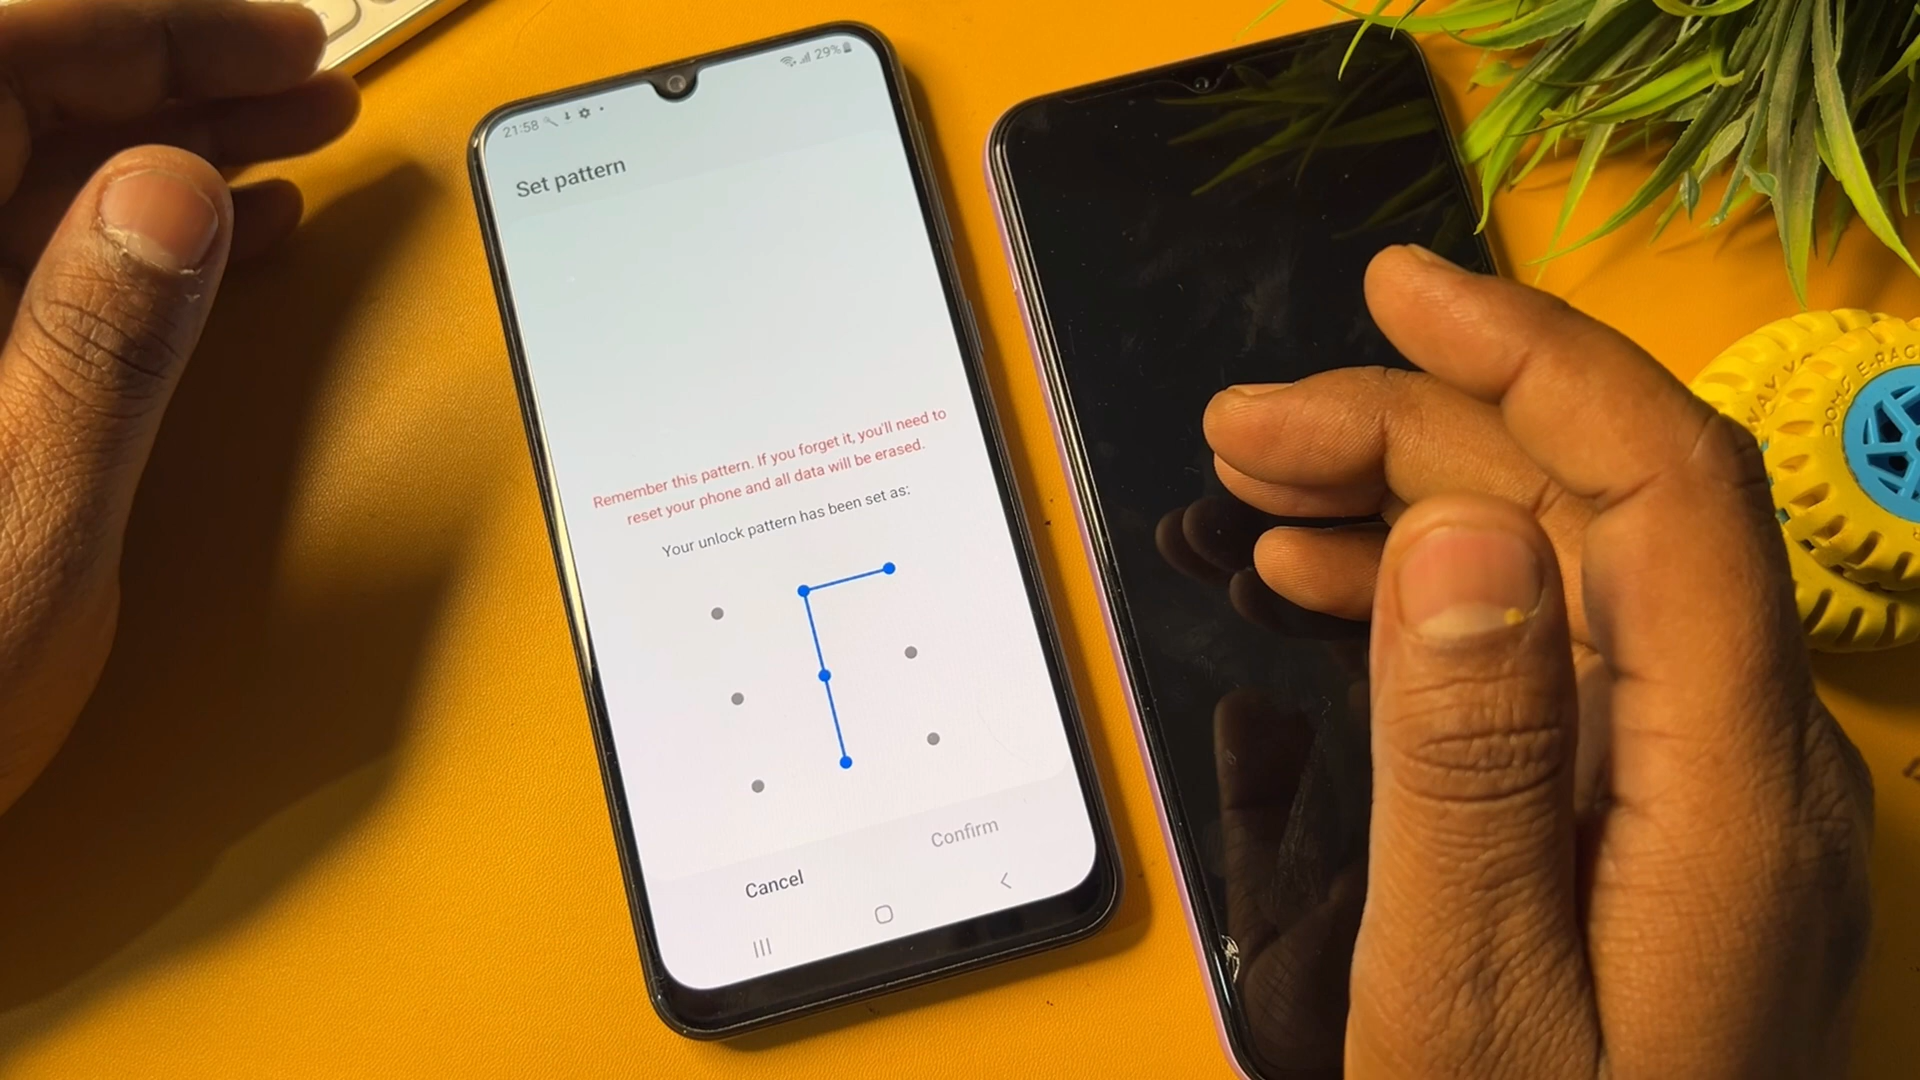 21:58
29%
Set pattern
Remember this pattern. If you forget it, you'll need to
reset your phone and all data will be erased.
Your unlock pattern has been set as:
Cancel
Confirm